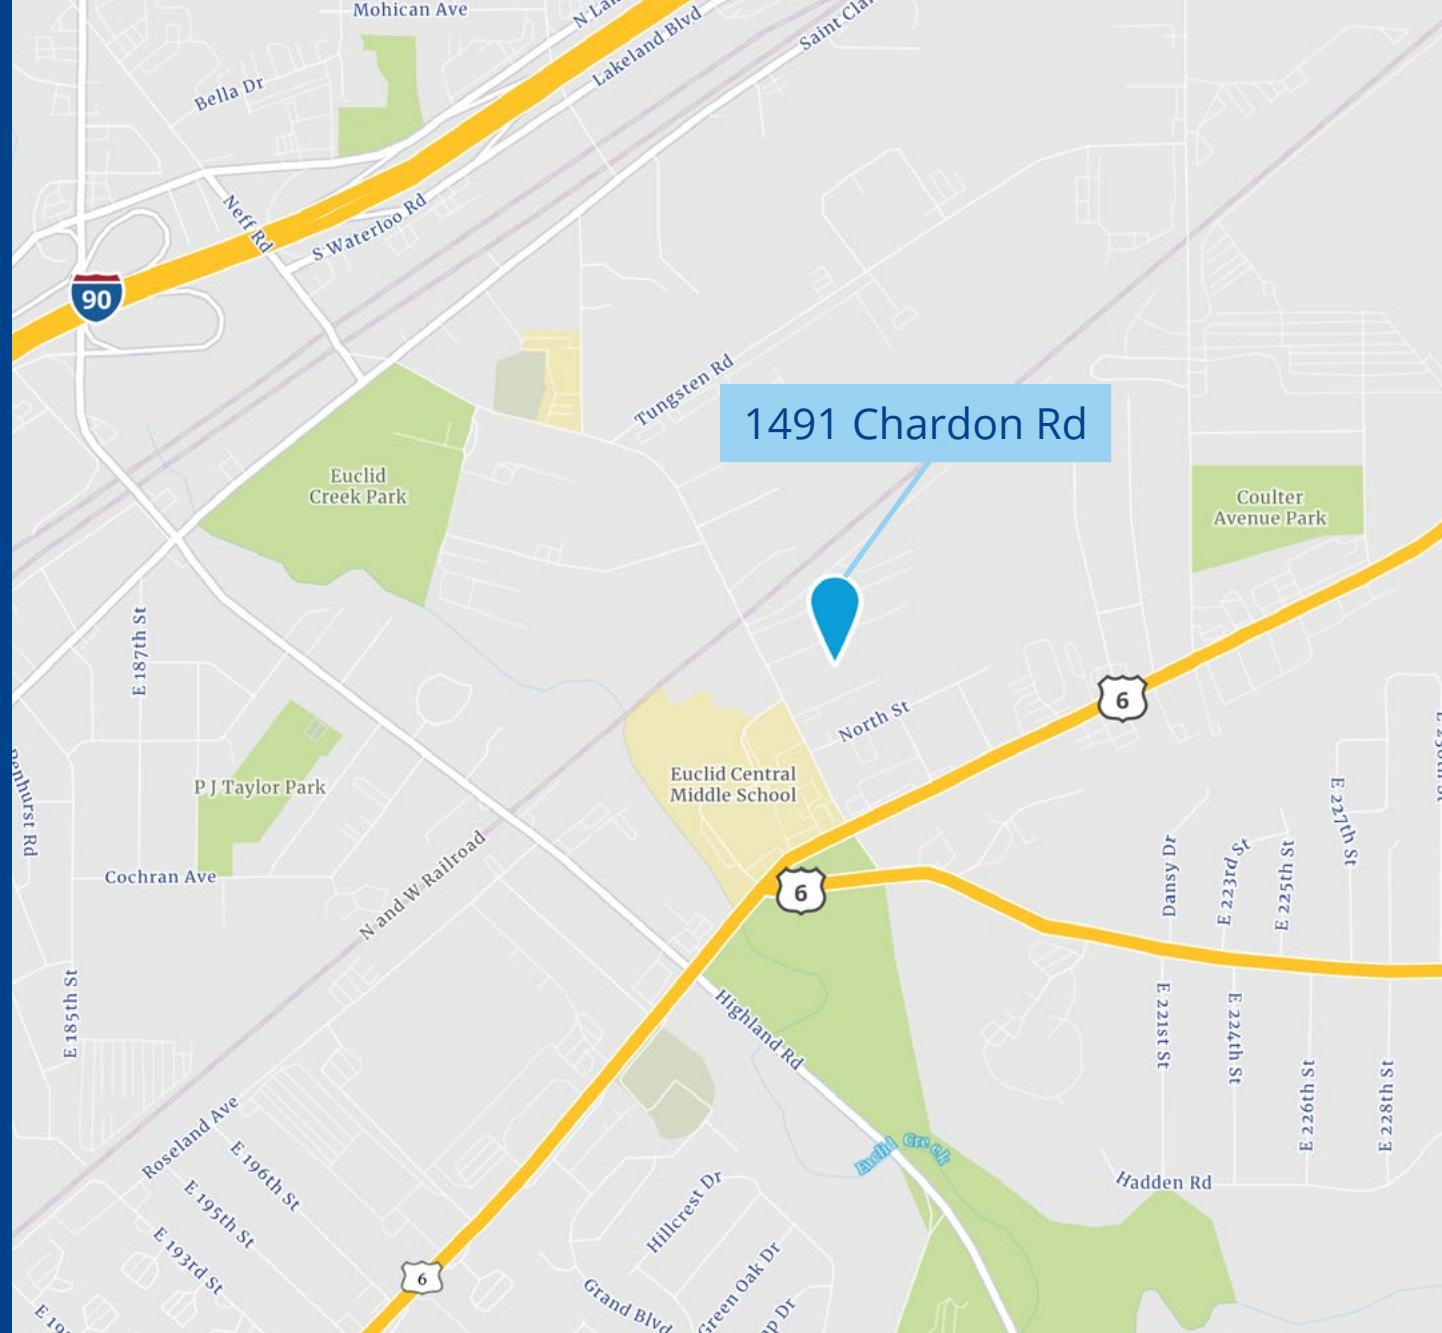 Mohican Ave
Lakeland Blvd
Bella Dr
Neff Rd
S Waterloo Rd
90
Tungsten Rd
1491 Chardon Rd
Euclid
Creek Park
Coulter
Avenue Park
E 187th St
6
North St
Euclid Central
Middle School
P J Taylor Park
Penhurst Rd
E 227th St
Cochran Ave
N and W Railroad
6
Dansy Dr
E 223rd St
E 225th St
E 185th St
Highland Rd
E 221st St
E 224th St
E 226th St
E 228th St
Roseland Ave
E 196th St
E 195th St
E 193rd St
Euclid Creek
Hadden Rd
Hillcrest Dr
6
Green Oak Dr
Grand Blvd